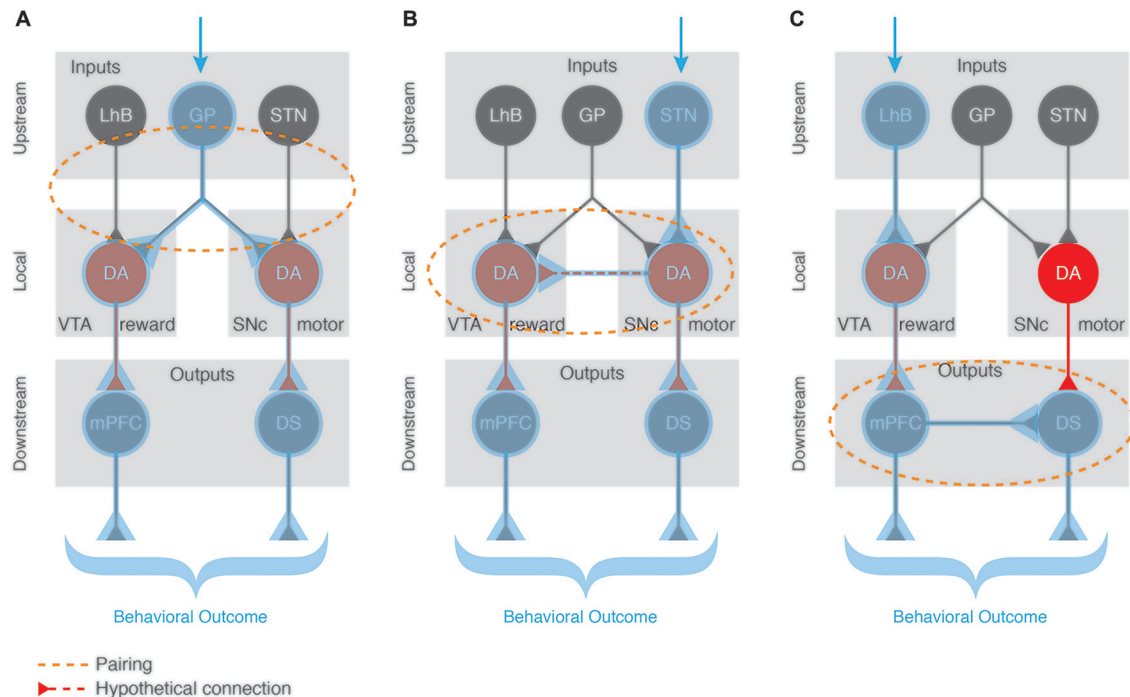 A
B
C
Inputs
Inputs
Inputs
Upstream
LhB
GP
STN
Upstream
LhB
GP
STN
Upstream
LhB
GP
STN
Local
DA
DA
Local
DA
DA
Local
DA
DA
VTA
reward
SNc
motor
VTA
reward
SNc
motor
VTA
reward
SNc
motor
Downstream
Outputs
Downstream
Outputs
Downstream
Outputs
mPFC
DS
mPFC
DS
mPFC
DS
Behavioral Outcome
Behavioral Outcome
Behavioral Outcome
Pairing
Hypothetical connection